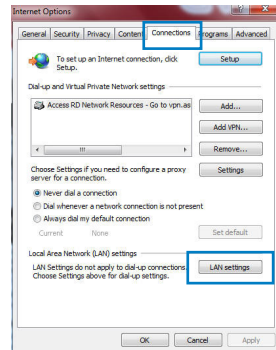 Internet Options
General Security Privacy Content Connections Programs Advanced
To set up an Internet connection, click
Setup.
Setup
Dial-up and Virtual Private Network settings
Access RD Network Resources - Go to vpn.as
Add...
Add VPN...
Remove...
Choose Settings if you need to configure a proxy
server for a connection.
Settings
Never dial a connection
Dial whenever a network connection is not present
Always dial my default connection
Current None
Set default
Local Area Network (LAN) settings
LAN Settings do not apply to dial-up connections.
Choose Settings above for dial-up settings.
LAN settings
OK Cancel Apply